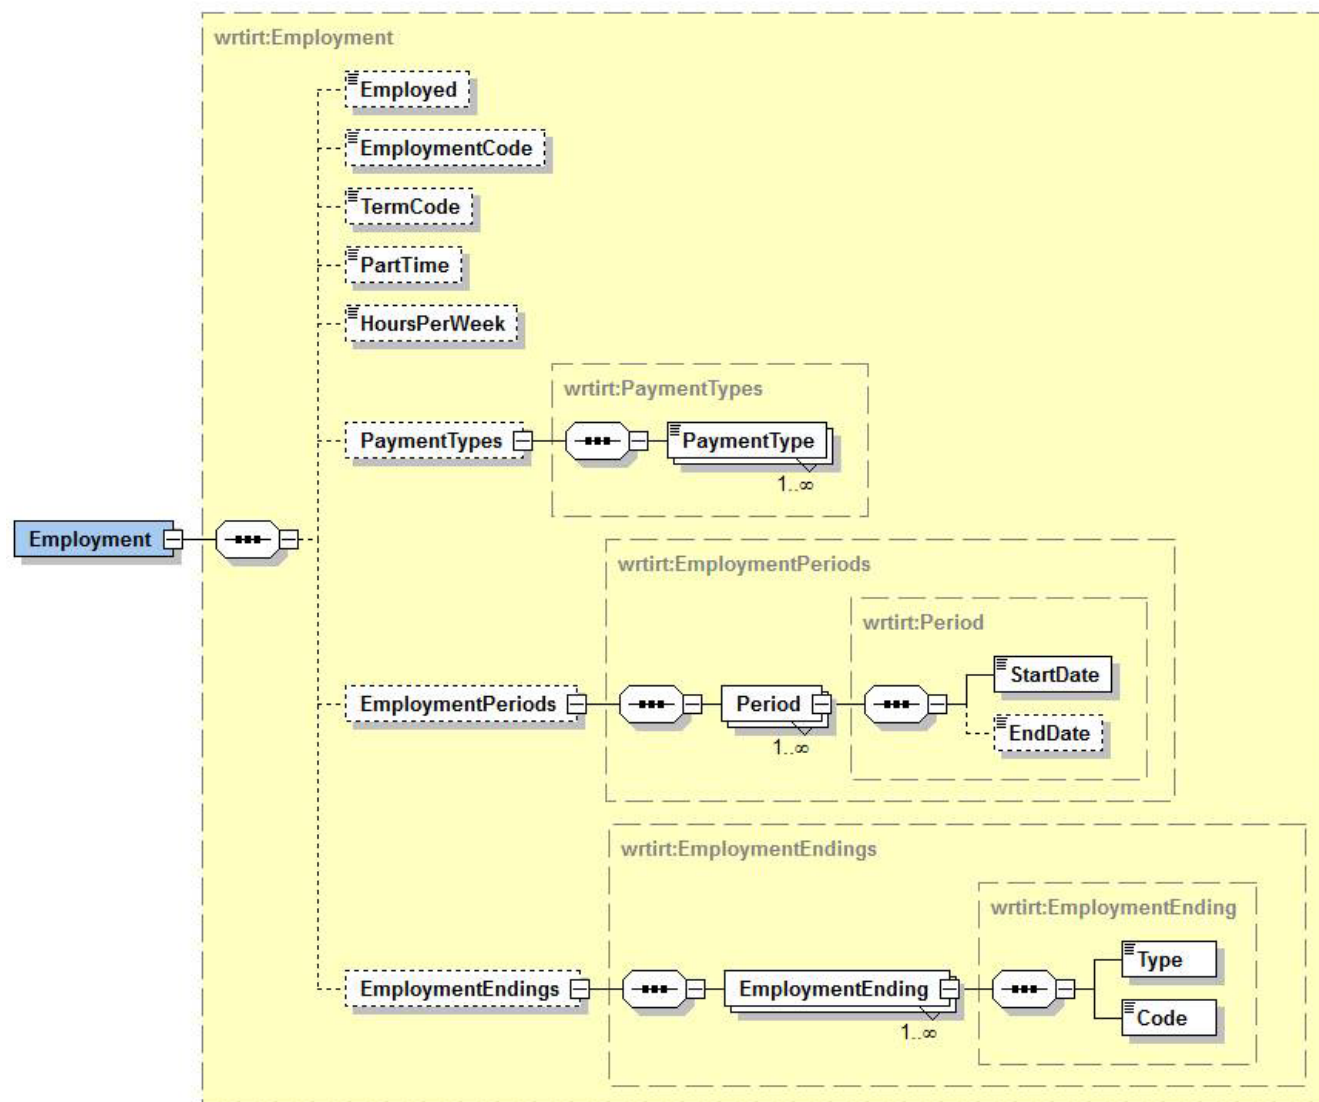 wrtirt:Employment
Employed
EmploymentCode
TermCode
PartTime
HoursPerWeek
wrtirt:PaymentTypes
PaymentTypes
PaymentType
1..∞
Employment
wrtirt:EmploymentPeriods
wrtirt:Period
StartDate
EmploymentPeriods
Period
EndDate
1..∞
wrtirt:EmploymentEndings
wrtirt:EmploymentEnding
Type
EmploymentEndings
EmploymentEnding
Code
1..∞